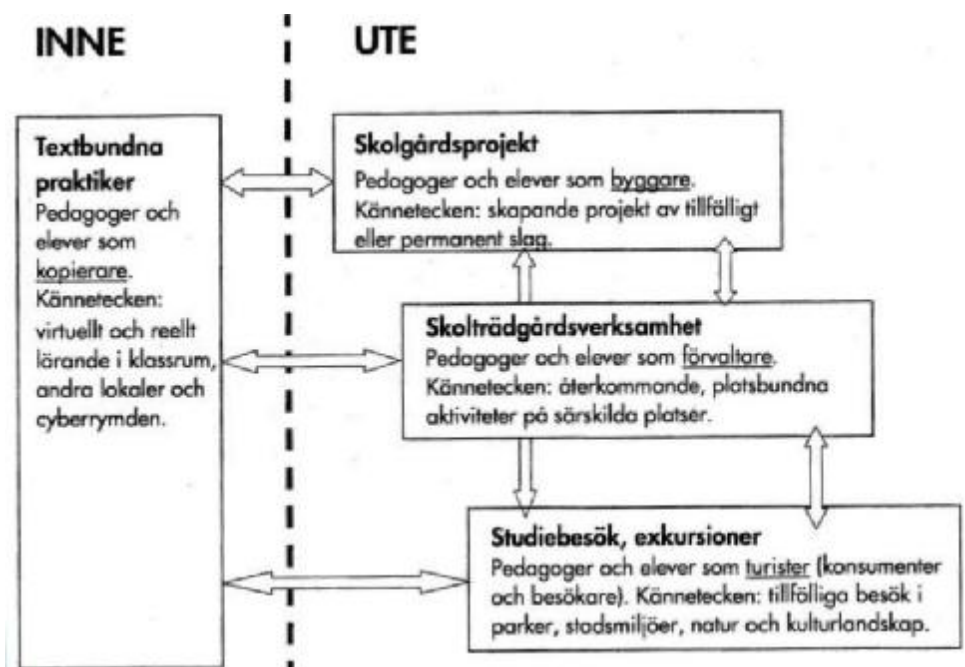 INNE
UTE
Textbundna
praktiker
Pedagoger och
elever som
kopierare.
Kännetecken:
virtuellt och reellt
lärande i klassrum,
andra lokaler och
cyberrymden.
Skolgårdsprojekt
Pedagoger och elever som byggare.
Kännetecken: skapande projekt av tillfälligt
eller permanent slag.
Skolträdgårdsverksamhet
Pedagoger och elever som förvaltare.
Kännetecken: återkommande, platsbundna
aktiviteter på särskilda platser.
Studiebesök, exkursioner
Pedagoger och elever som turister (konsumenter
och besökare). Kännetecken: tillfälliga besök i
parker, stadsmiljöer, natur och kulturlandskap.